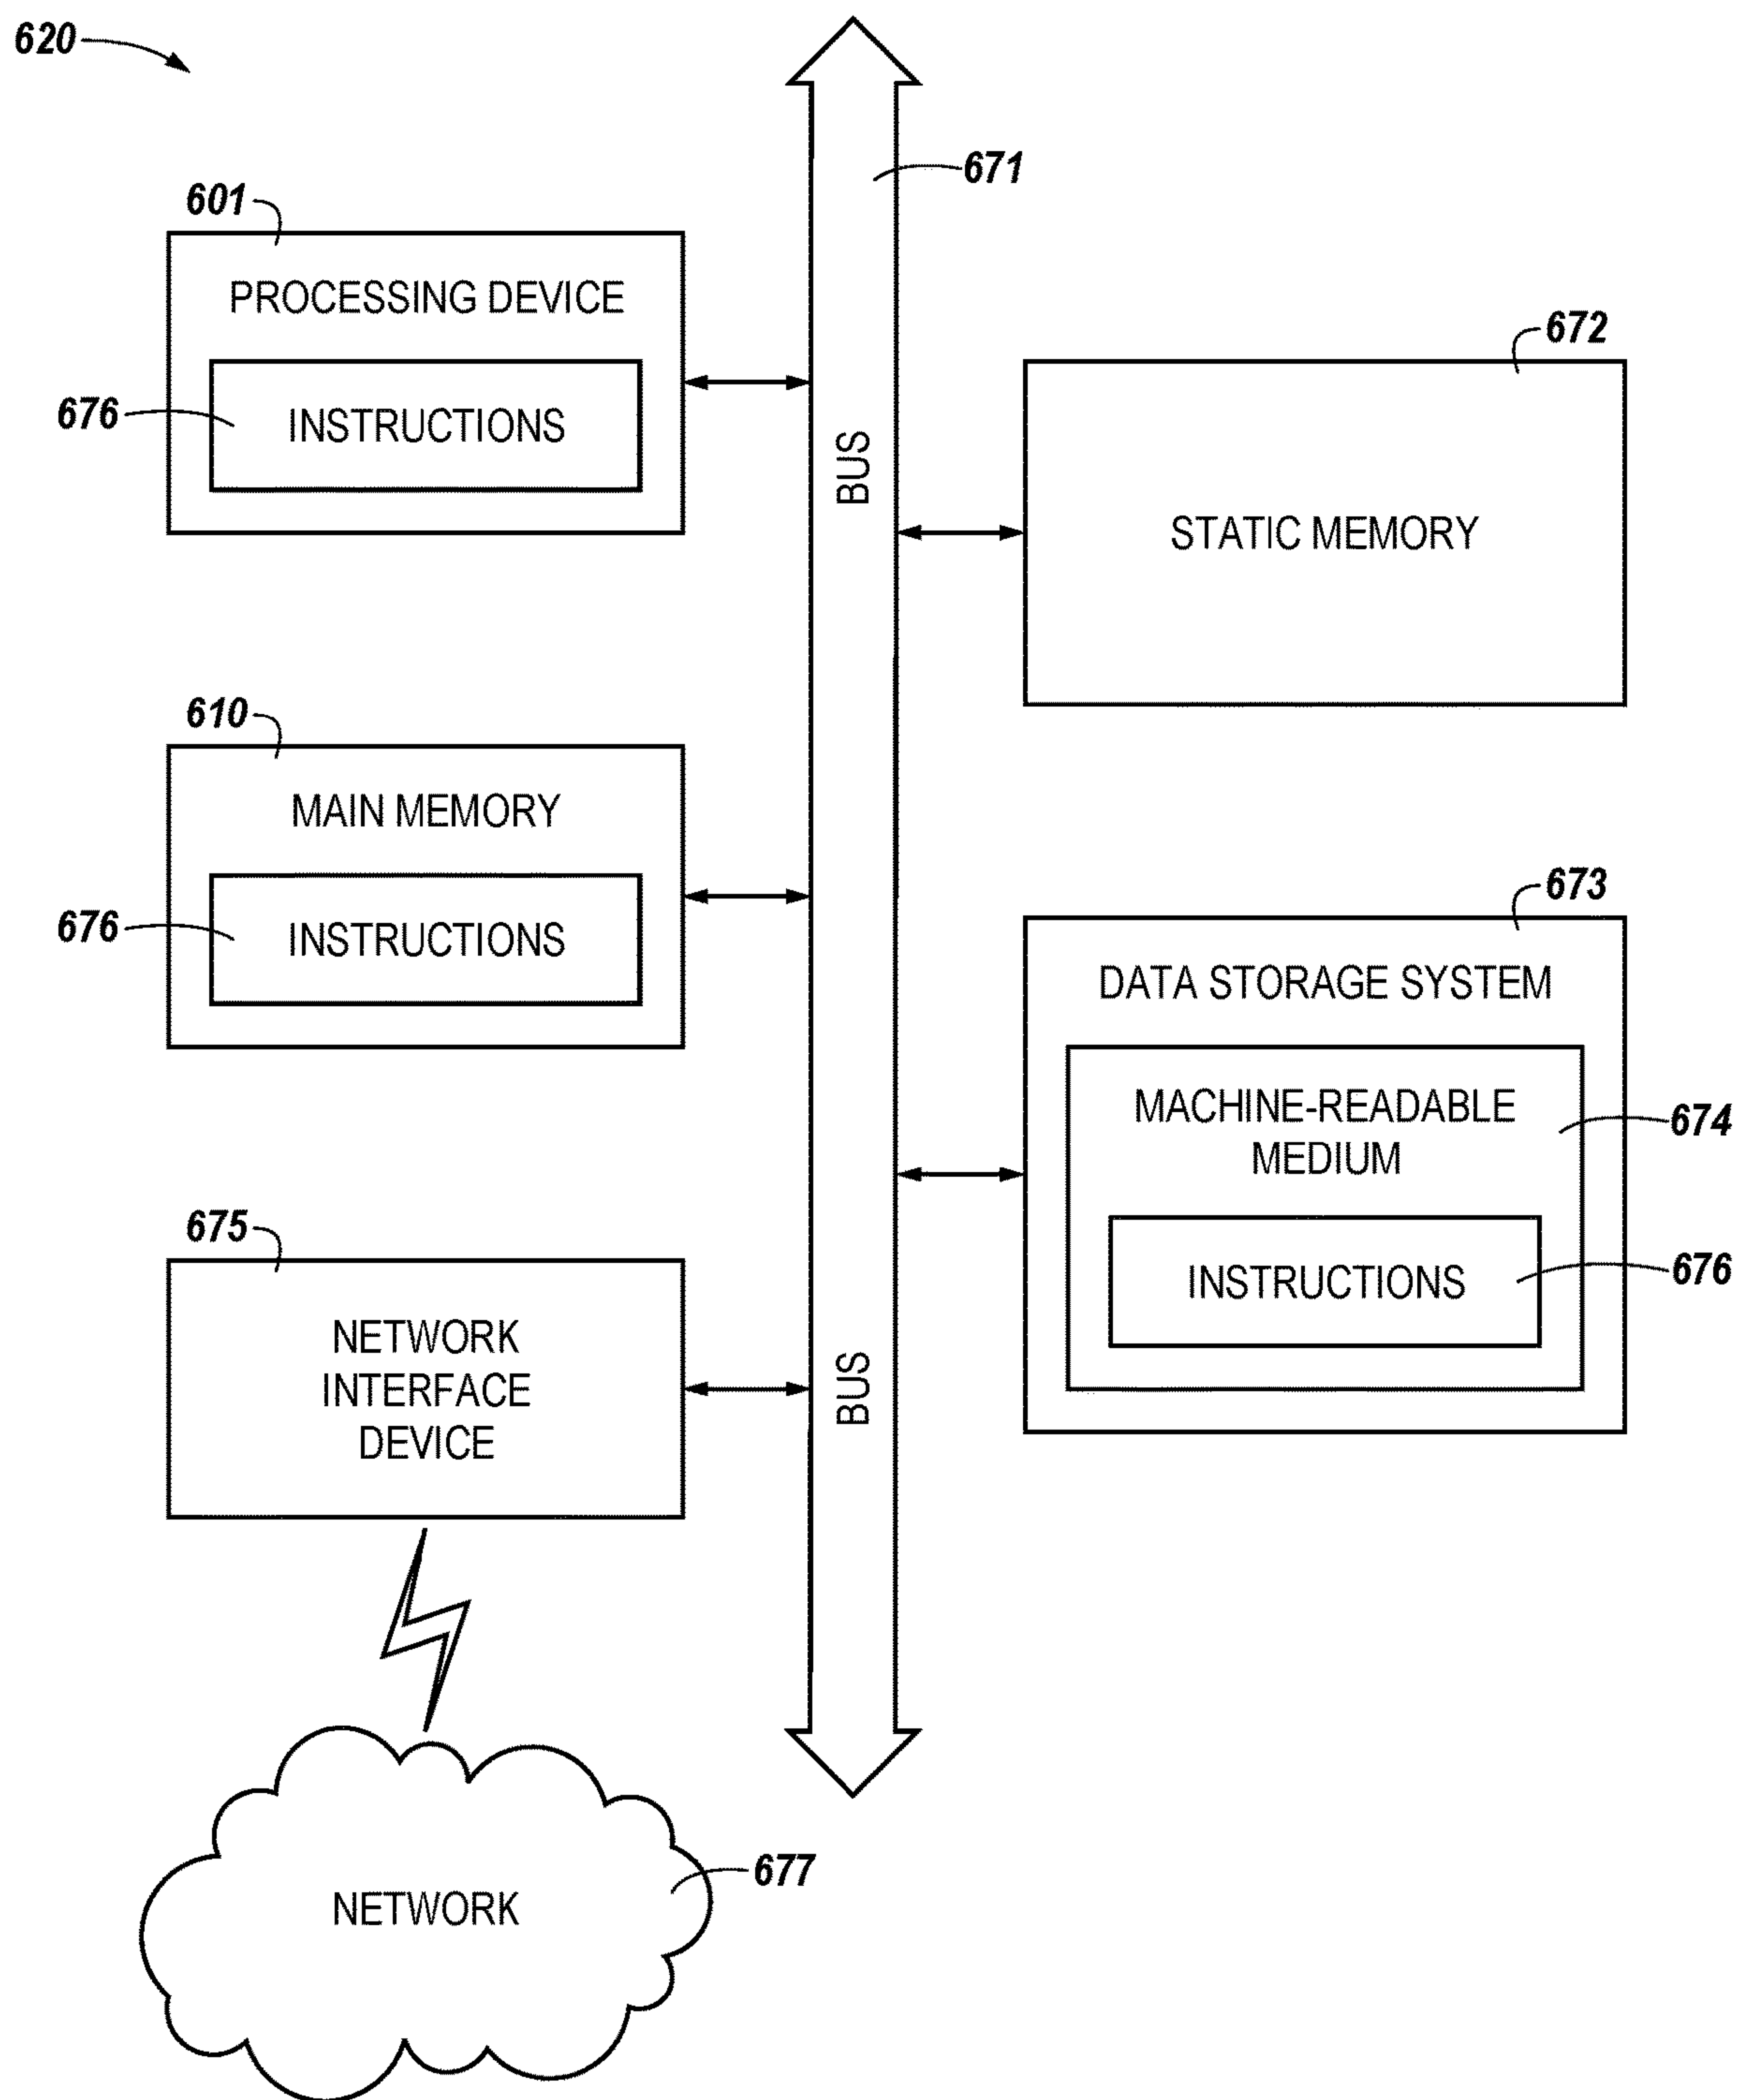 620
671
601
PROCESSING DEVICE
676
INSTRUCTIONS
BUS
672
STATIC MEMORY
610
MAIN MEMORY
676
INSTRUCTIONS
673
DATA STORAGE SYSTEM
MACHINE-READABLE
MEDIUM
674
INSTRUCTIONS
676
675
NETWORK
INTERFACE
DEVICE
BUS
NETWORK
677